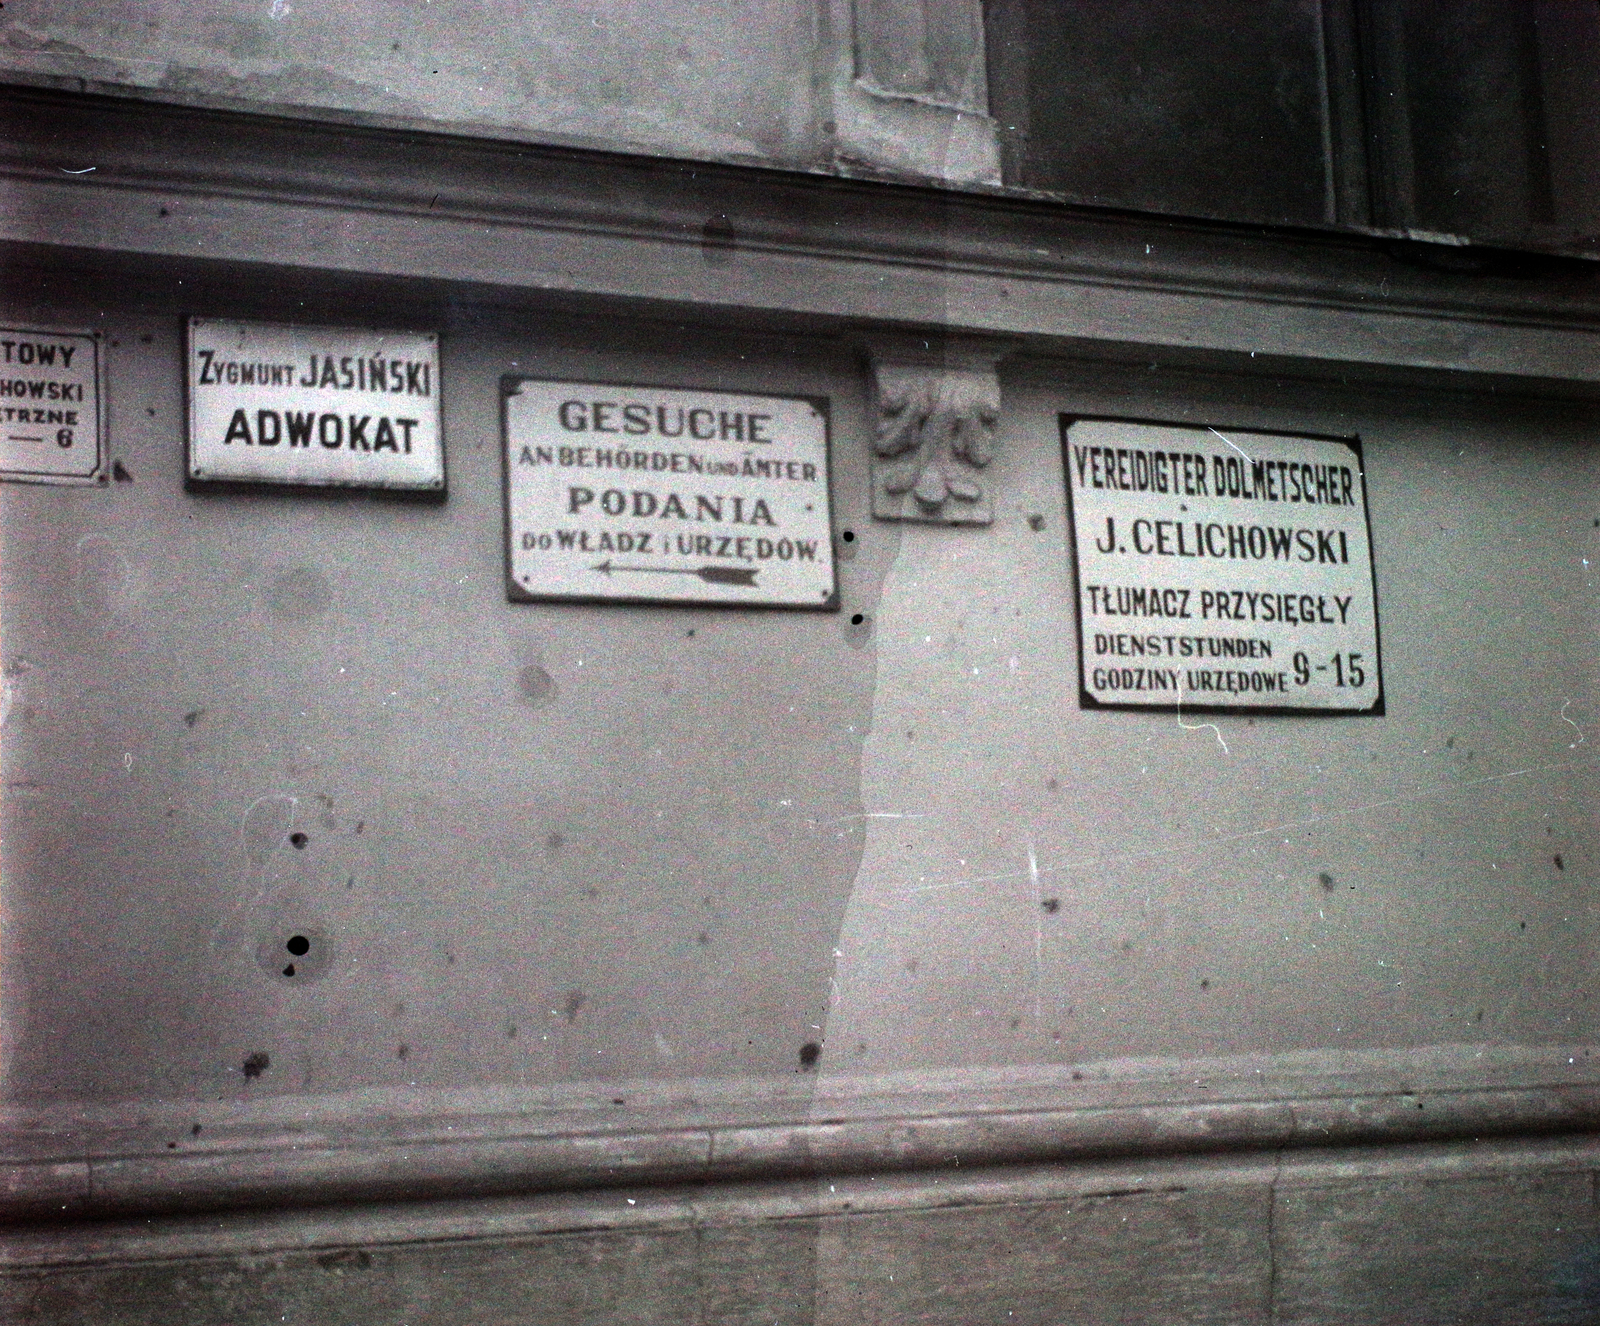 TOWY
HOWSKI
ĘTRZNE
— 6
ZYGMUNT JASIŃSKI
ADWOKAT
GESUCHE
AN BEHÖRDEN UND ÄMTER
PODANIA
DO WŁADZ i URZĘDÓW.
VEREIDIGTER DOLMETSCHER
J. CELICHOWSKI
TŁUMACZ PRZYSIĘGŁY
DIENSTSTUNDEN
GODZINY URZĘDOWE 9-15